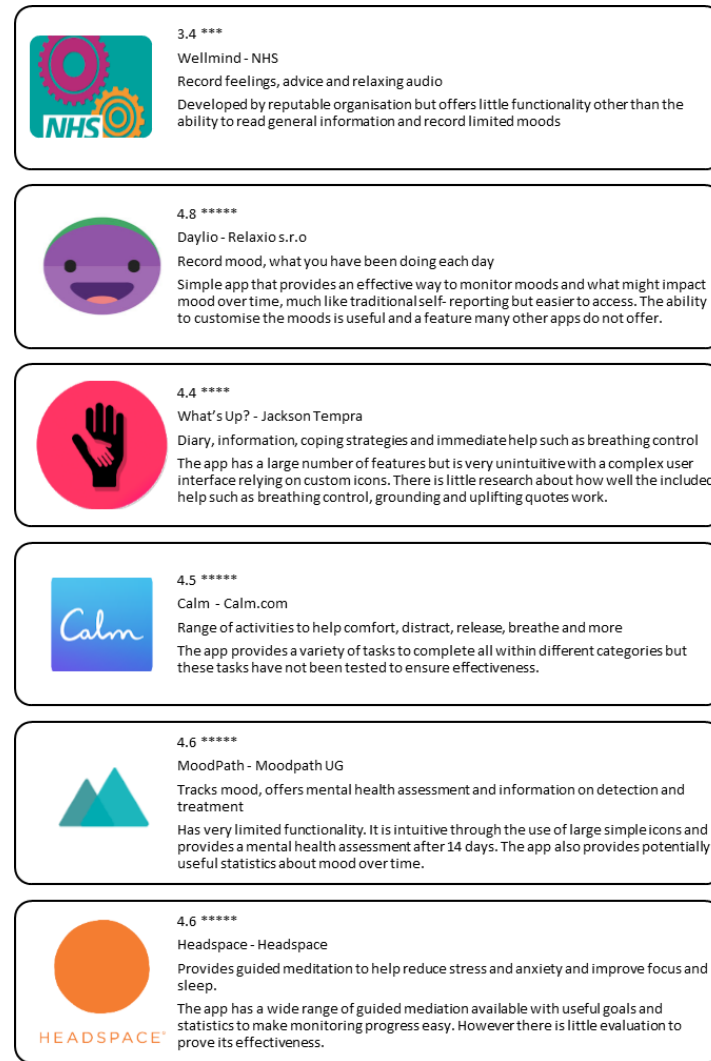 3.4 ***
Wellmind - NHS
Record feelings, advice and relaxing audio
Developed by reputable organisation but offers little functionality other than the
ability to read general information and record limited moods
NHS
4.8 *****
Daylio - Relaxio s.r.o
Record mood, what you have been doing each day
Simple app that provides an effective way to monitor moods and what might impact
mood over time, much like traditional self- reporting but easier to access. The ability
to customise the moods is useful and a feature many other apps do not offer.
4.4 ****
What's Up? - Jackson Tempra
Diary, information, coping strategies and immediate help such as breathing control
The app has a large number of features but is very unintuitive with a complex user
interface relying on custom icons. There is little research about how well the included
help such as breathing control, grounding and uplifting quotes work.
4.5 *****
Calm - Calm.com
Range of activities to help comfort, distract, release, breathe and more
The app provides a variety of tasks to complete all within different categories but
these tasks have not been tested to ensure effectiveness.
Calm
4.6 *****
MoodPath - Moodpath UG
Tracks mood, offers mental health assessment and information on detection and
treatment
Has very limited functionality. It is intuitive through the use of large simple icons and
provides a mental health assessment after 14 days. The app also provides potentially
useful statistics about mood over time.
4.6 *****
Headspace - Headspace
Provides guided meditation to help reduce stress and anxiety and improve focus and
sleep.
The app has a wide range of guided mediation available with useful goals and
statistics to make monitoring progress easy. However there is little evaluation to
prove its effectiveness.
HEADSPACE